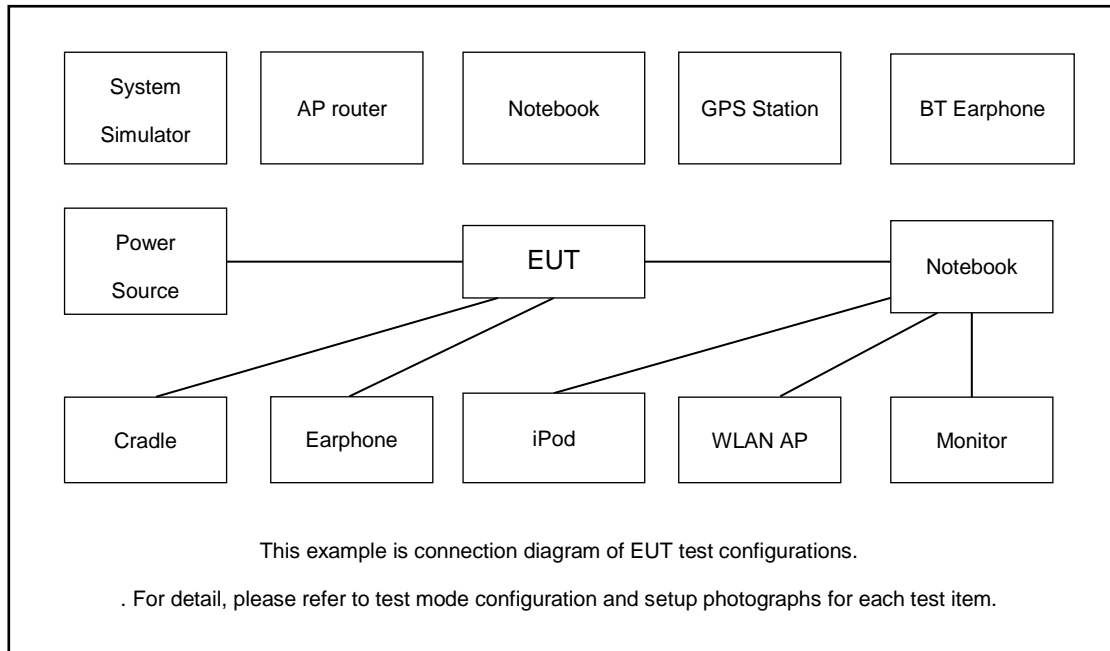 System
Simulator
AP router
Notebook
GPS Station
BT Earphone
Power
Source
EUT
Notebook
Cradle
Earphone
iPod
WLAN AP
Monitor
This example is connection diagram of EUT test configurations.
. For detail, please refer to test mode configuration and setup photographs for each test item.